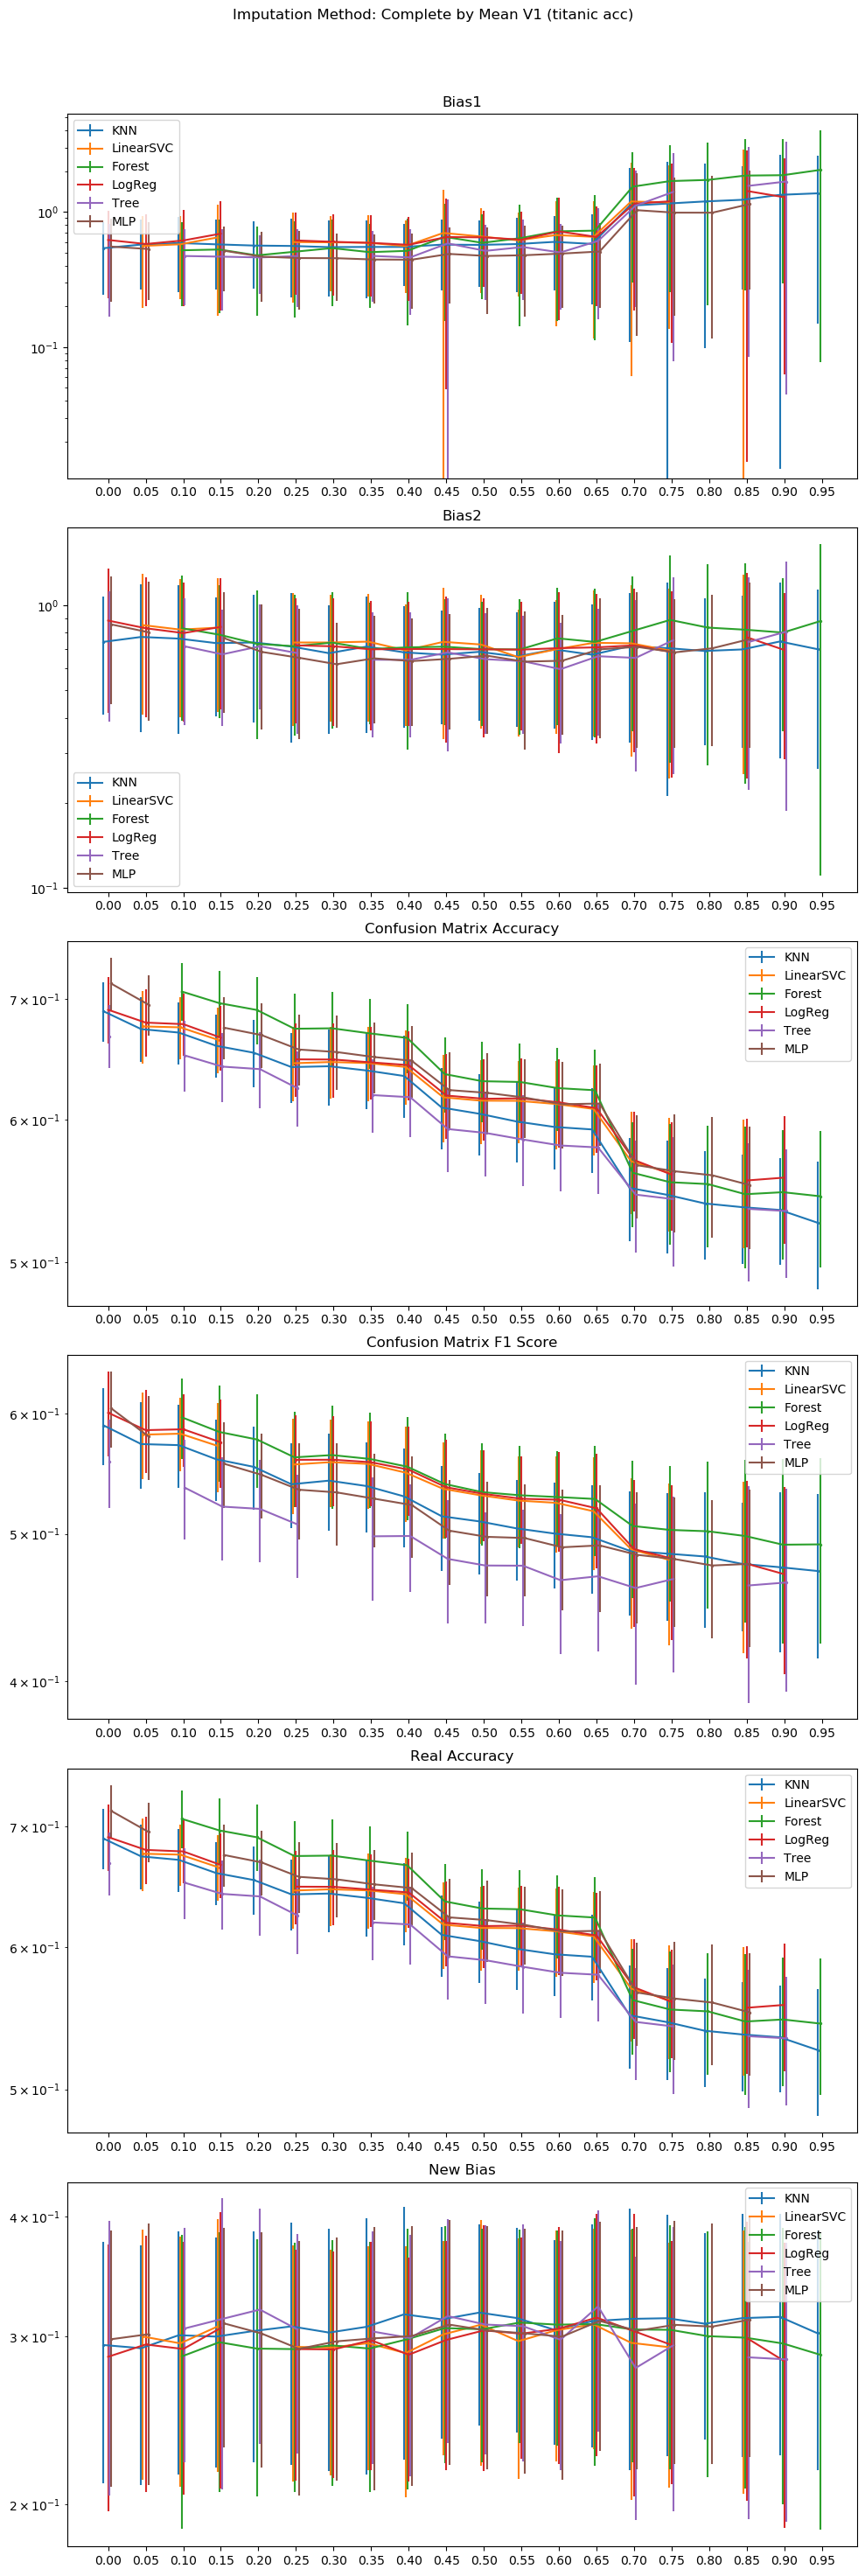 Imputation Method: Complete by Mean V1 (titanic acc)
Bias1
KNN
LinearSVC
Forest
LogReg
Tree
MLP
10⁰
10⁻¹
0.00 0.05 0.10 0.15 0.20 0.25 0.30 0.35 0.40 0.45 0.50 0.55 0.60 0.65 0.70 0.75 0.80 0.85 0.90 0.95
Bias2
10⁰
KNN
LinearSVC
Forest
LogReg
Tree
MLP
10⁻¹
0.00 0.05 0.10 0.15 0.20 0.25 0.30 0.35 0.40 0.45 0.50 0.55 0.60 0.65 0.70 0.75 0.80 0.85 0.90 0.95
Confusion Matrix Accuracy
KNN
LinearSVC
Forest
LogReg
Tree
MLP
7 × 10⁻¹
6 × 10⁻¹
5 × 10⁻¹
0.00 0.05 0.10 0.15 0.20 0.25 0.30 0.35 0.40 0.45 0.50 0.55 0.60 0.65 0.70 0.75 0.80 0.85 0.90 0.95
Confusion Matrix F1 Score
KNN
LinearSVC
Forest
LogReg
Tree
MLP
6 × 10⁻¹
5 × 10⁻¹
4 × 10⁻¹
0.00 0.05 0.10 0.15 0.20 0.25 0.30 0.35 0.40 0.45 0.50 0.55 0.60 0.65 0.70 0.75 0.80 0.85 0.90 0.95
Real Accuracy
KNN
LinearSVC
Forest
LogReg
Tree
MLP
7 × 10⁻¹
6 × 10⁻¹
5 × 10⁻¹
0.00 0.05 0.10 0.15 0.20 0.25 0.30 0.35 0.40 0.45 0.50 0.55 0.60 0.65 0.70 0.75 0.80 0.85 0.90 0.95
New Bias
KNN
LinearSVC
Forest
LogReg
Tree
MLP
4 × 10⁻¹
3 × 10⁻¹
2 × 10⁻¹
0.00 0.05 0.10 0.15 0.20 0.25 0.30 0.35 0.40 0.45 0.50 0.55 0.60 0.65 0.70 0.75 0.80 0.85 0.90 0.95